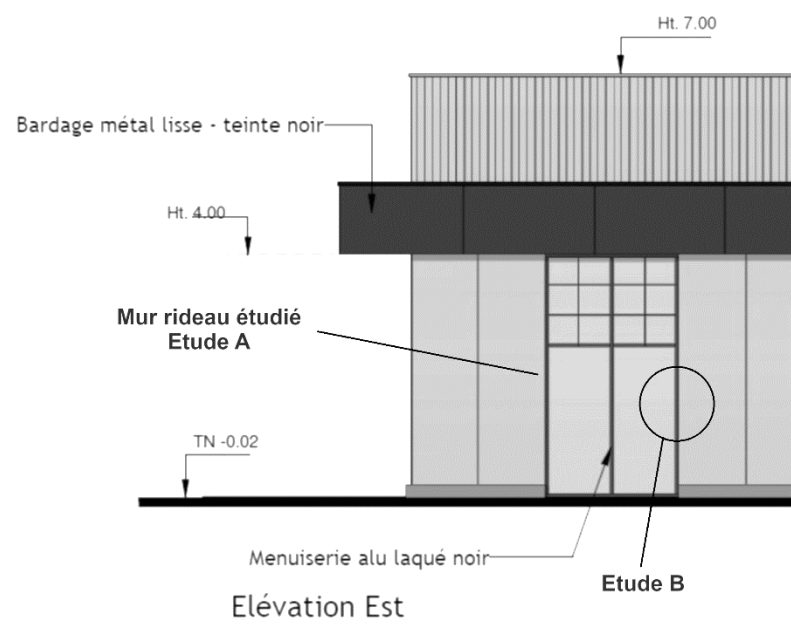 Ht. 7.00
Bardage métal lisse - teinte noir
Ht. 4.00
Mur rideau étudié
Etude A
TN -0.02
Menuiserie alu laqué noir
Etude B
Elévation Est